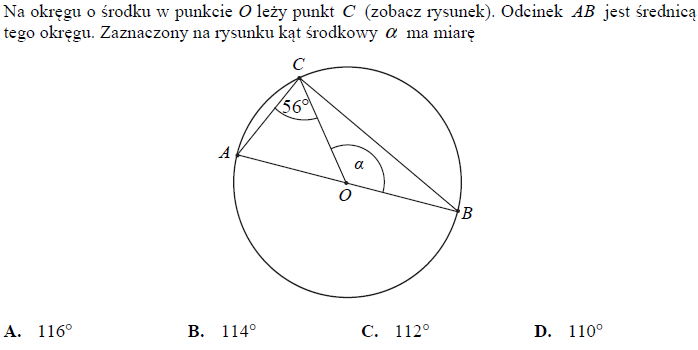 Na okręgu o środku w punkcie O leży punkt C (zobacz rysunek). Odcinek AB jest średnicą
tego okręgu. Zaznaczony na rysunku kąt środkowy α ma miarę
C
56°
A
α
O
B
A. 116° B. 114° C. 112° D. 110°